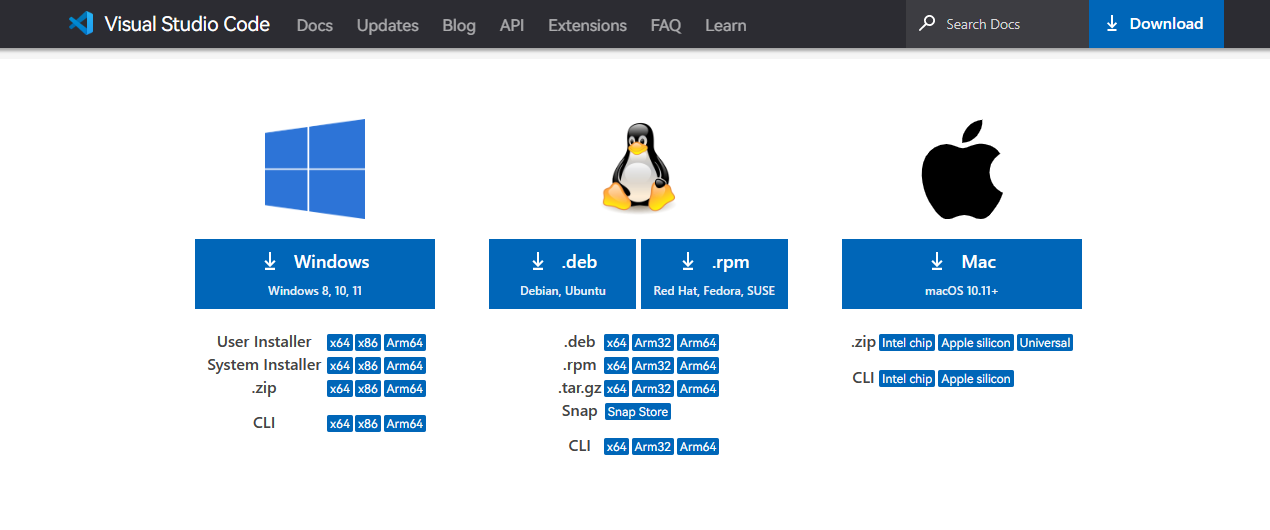 Visual Studio Code Docs Updates Blog API Extensions FAQ Learn Search Docs Download
Windows
Windows 8, 10, 11
.deb
Debian, Ubuntu
.rpm
Red Hat, Fedora, SUSE
Mac
macOS 10.11+
User Installer x64 x86 Arm64
System Installer x64 x86 Arm64
.zip x64 x86 Arm64
CLI x64 x86 Arm64
.deb x64 Arm32 Arm64
.rpm x64 Arm32 Arm64
.tar.gz x64 Arm32 Arm64
Snap Snap Store
CLI x64 Arm32 Arm64
.zip Intel chip Apple silicon Universal
CLI Intel chip Apple silicon